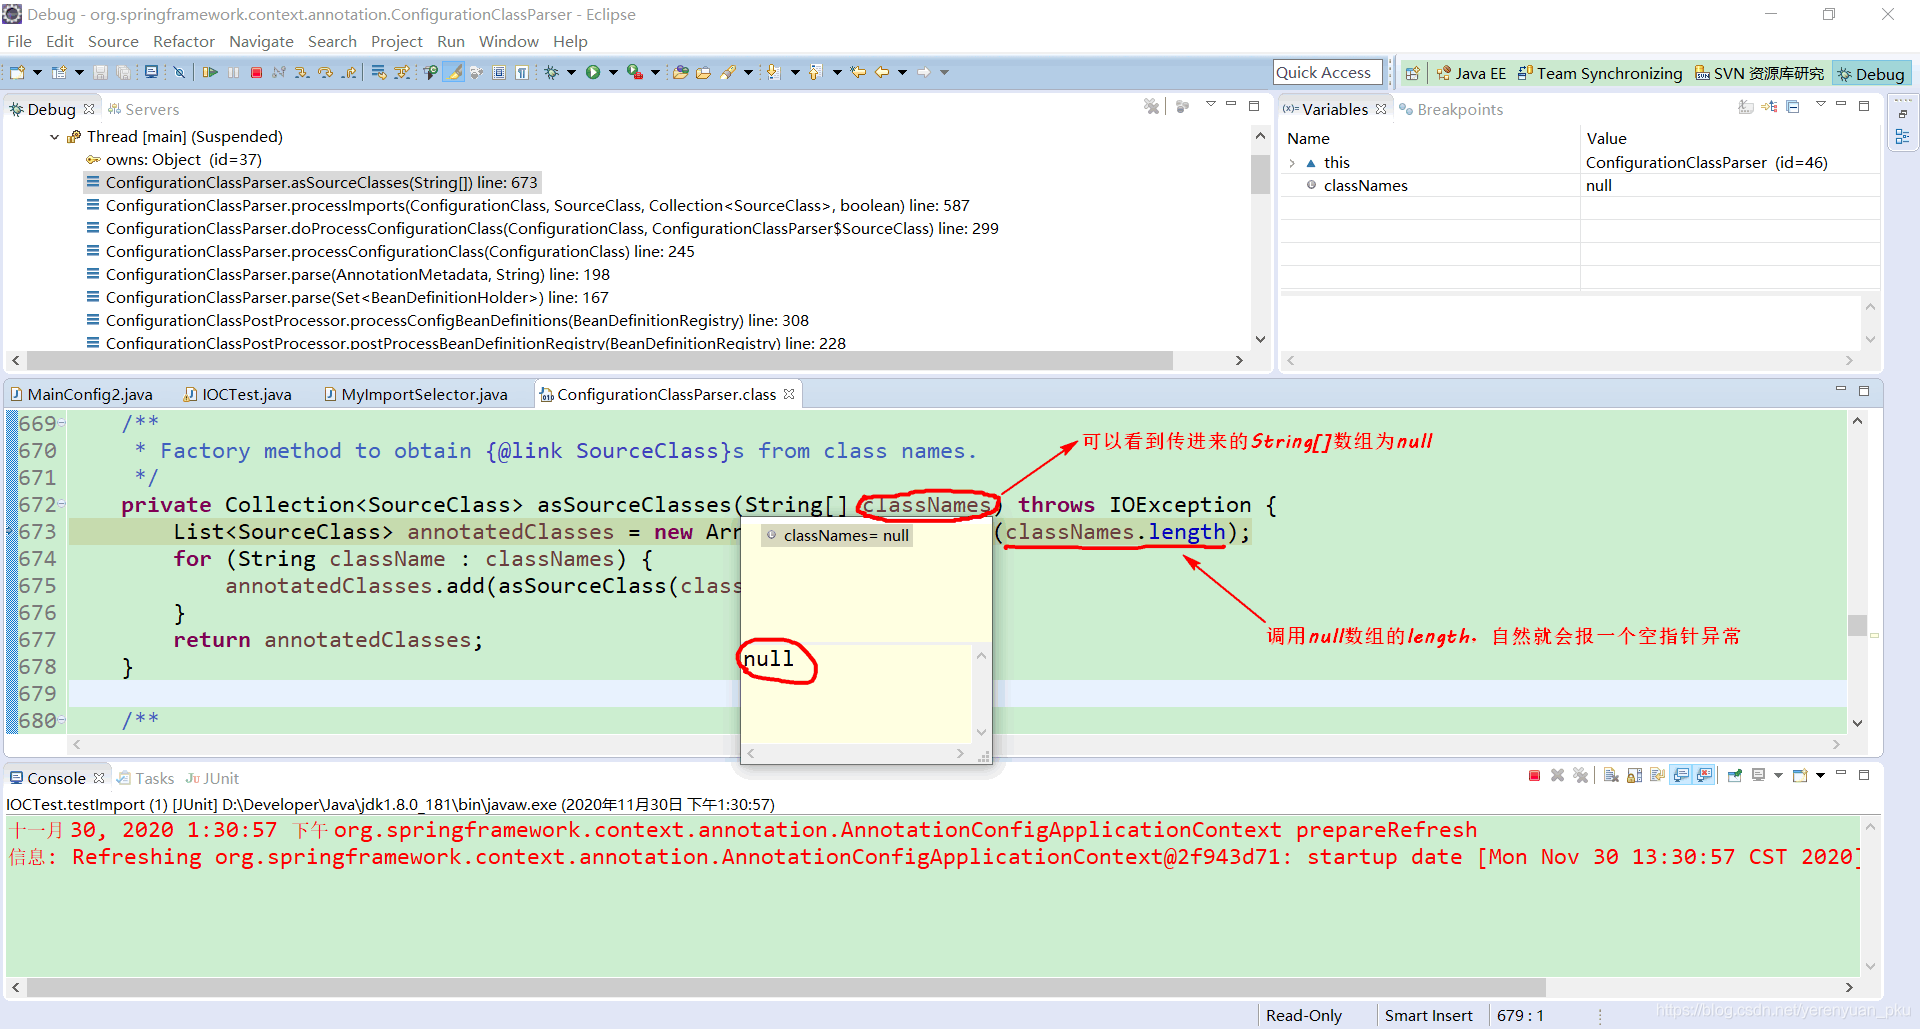 Debug - org.springframework.context.annotation.ConfigurationClassParser - Eclipse
File Edit Source Refactor Navigate Search Project Run Window Help
Quick Access Java EE Team Synchronizing SVN 资源库研究 Debug
Debug Servers
Thread [main] (Suspended)
owns: Object (id=37)
ConfigurationClassParser.asSourceClasses(String[]) line: 673
ConfigurationClassParser.processImports(ConfigurationClass, SourceClass, Collection<SourceClass>, boolean) line: 587
ConfigurationClassParser.doProcessConfigurationClass(ConfigurationClass, ConfigurationClassParser$SourceClass) line: 299
ConfigurationClassParser.processConfigurationClass(ConfigurationClass) line: 245
ConfigurationClassParser.parse(AnnotationMetadata, String) line: 198
ConfigurationClassParser.parse(Set<BeanDefinitionHolder>) line: 167
ConfigurationClassPostProcessor.processConfigBeanDefinitions(BeanDefinitionRegistry) line: 308
ConfigurationClassPostProcessor.postProcessBeanDefinitionRegistry(BeanDefinitionRegistry) line: 228
(x)= Variables Breakpoints
Name Value
this ConfigurationClassParser (id=46)
classNames null
MainConfig2.java IOCTest.java MyImportSelector.java ConfigurationClassParser.class
669 /**
可以看到传进来的String[]数组为null
670 * Factory method to obtain {@link SourceClass}s from class names.
671 */
672 private Collection<SourceClass> asSourceClasses(String[] classNames) throws IOException {
673 List<SourceClass> annotatedClasses = new Arr (classNames.length);
classNames= null
674 for (String className : classNames) {
675 annotatedClasses.add(asSourceClass(clas
676 }
677 return annotatedClasses;
调用null数组的length，自然就会报一个空指针异常
678 }
null
679
680 /**
Console Tasks JUnit
IOCTest.testImport (1) [JUnit] D:\Developer\Java\jdk1.8.0_181\bin\javaw.exe (2020年11月30日 下午1:30:57)
十一月 30, 2020 1:30:57 下午 org.springframework.context.annotation.AnnotationConfigApplicationContext prepareRefresh
信息: Refreshing org.springframework.context.annotation.AnnotationConfigApplicationContext@2f943d71: startup date [Mon Nov 30 13:30:57 CST 2020]
Read-Only Smart Insert 679 : 1
https://blog.csdn.net/yerenyuan_pku